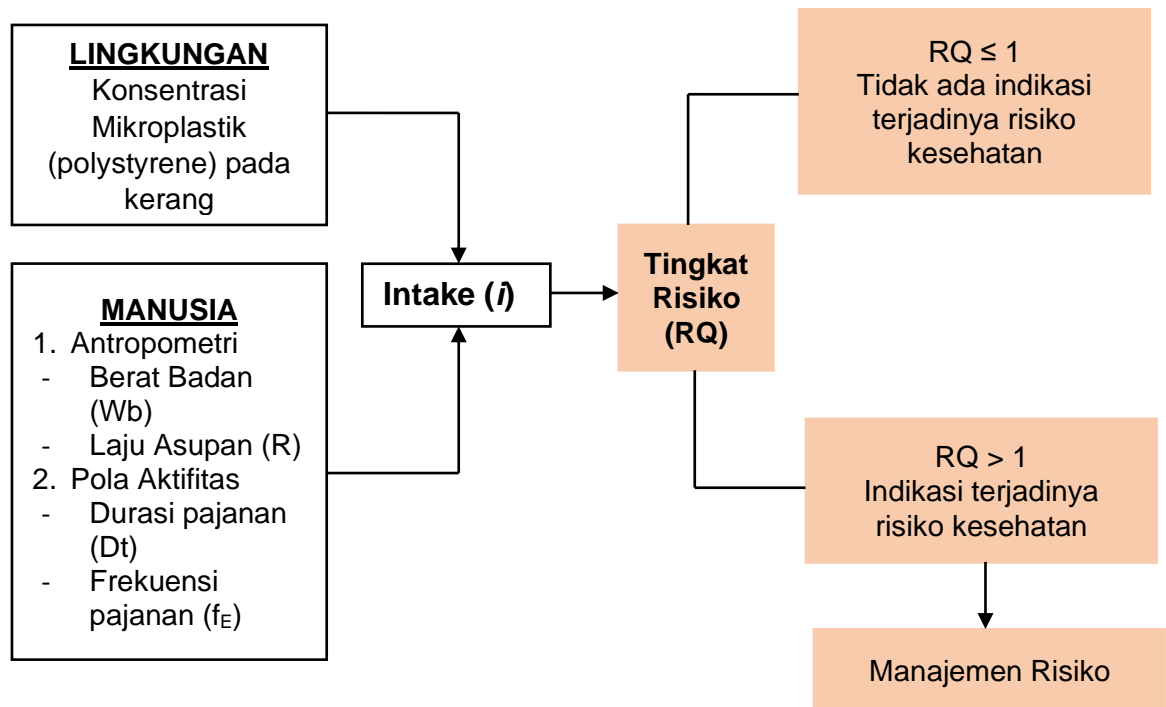 LINGKUNGAN
Konsentrasi
Mikroplastik
(polystyrene) pada
kerang
MANUSIA
1. Antropometri
- Berat Badan
(Wb)
- Laju Asupan (R)
2. Pola Aktifitas
- Durasi pajanan
(Dt)
- Frekuensi
pajanan (fE)
Intake (i)
Tingkat
Risiko
(RQ)
RQ ≤ 1
Tidak ada indikasi
terjadinya risiko
kesehatan
RQ > 1
Indikasi terjadinya
risiko kesehatan
Manajemen Risiko